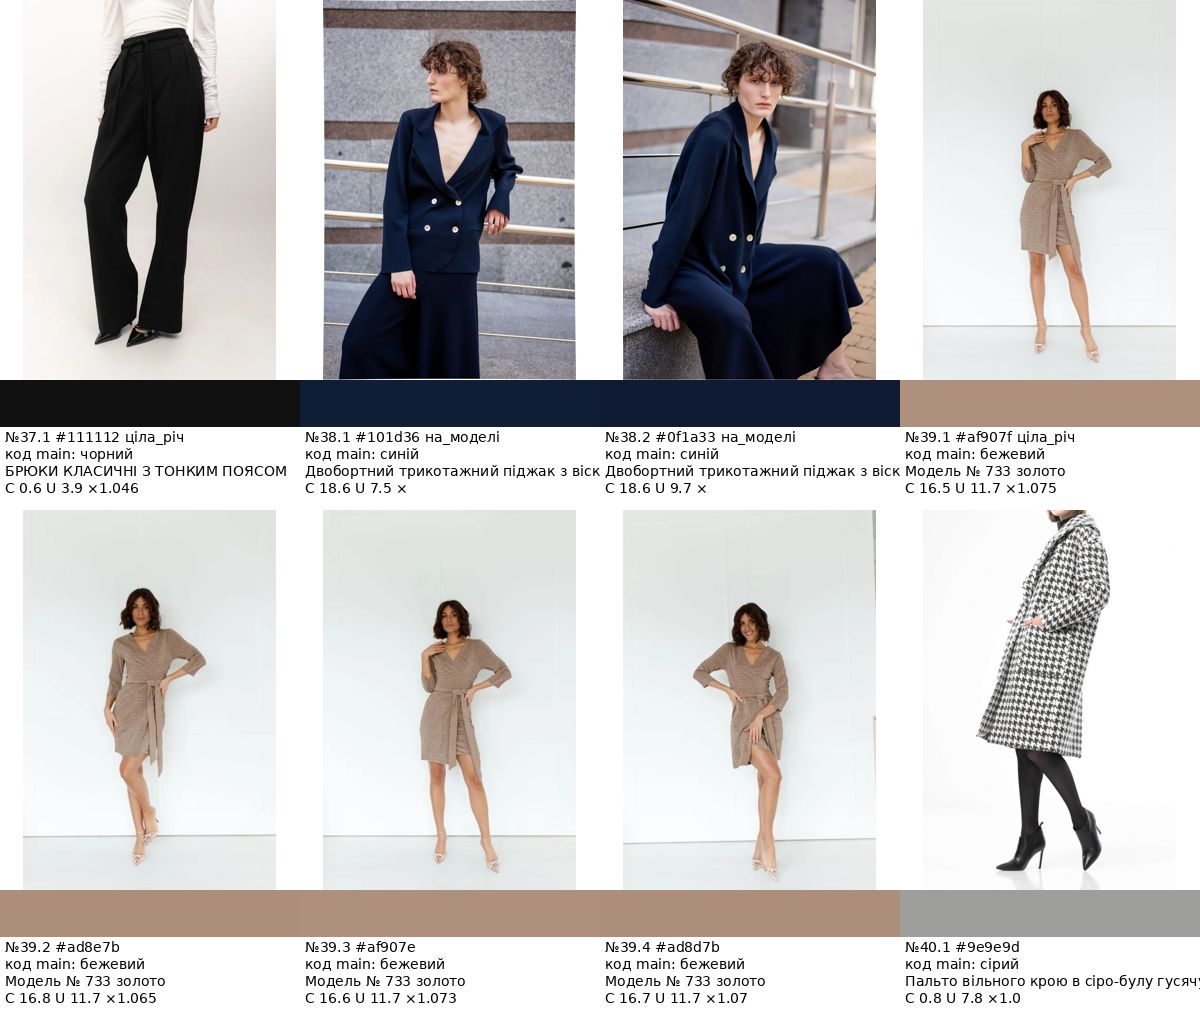 №37.1 #111112 ціла_річ
код main: чорний
БРЮКИ КЛАСИЧНІ З ТОНКИМ ПОЯСОМ
C 0.6 U 3.9 ×1.046
№38.1 #101d36 на_моделі
код main: синій
Двобортний трикотажний піджак з віск
C 18.6 U 7.5 ×
№38.2 #0f1a33 на_моделі
код main: синій
Двобортний трикотажний піджак з віск
C 18.6 U 9.7 ×
№39.1 #af907f ціла_річ
код main: бежевий
Модель № 733 золото
C 16.5 U 11.7 ×1.075
№39.2 #ad8e7b
код main: бежевий
Модель № 733 золото
C 16.8 U 11.7 ×1.065
№39.3 #af907e
код main: бежевий
Модель № 733 золото
C 16.6 U 11.7 ×1.073
№39.4 #ad8d7b
код main: бежевий
Модель № 733 золото
C 16.7 U 11.7 ×1.07
№40.1 #9e9e9d
код main: сірий
Пальто вільного крою в сіро-булу гусячу
C 0.8 U 7.8 ×1.0